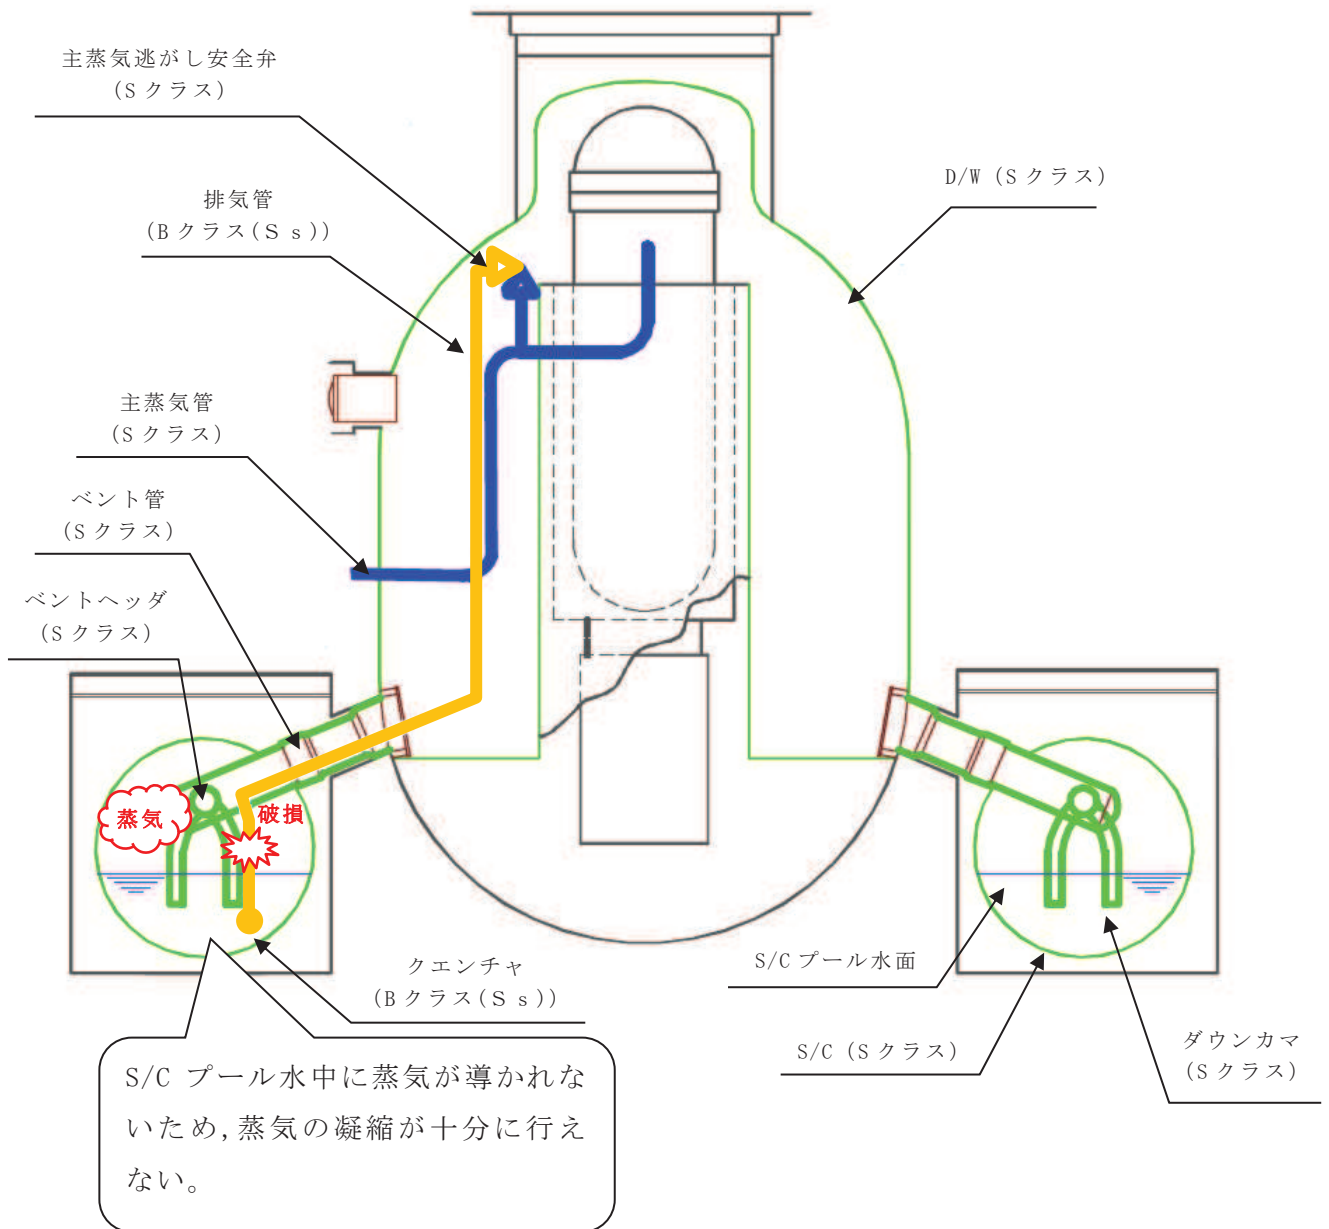 主蒸気逃がし安全弁
(Sクラス)
排気管
(Bクラス(Ss))
D/W (Sクラス)
主蒸気管
(Sクラス)
ベント管
(Sクラス)
ベントヘッダ
(Sクラス)
蒸気
破損
クエンチャ
(Bクラス(Ss))
S/Cプール水面
S/C (Sクラス)
ダウンカマ
(Sクラス)
S/C プール水中に蒸気が導かれな
いため,蒸気の凝縮が十分に行え
ない。